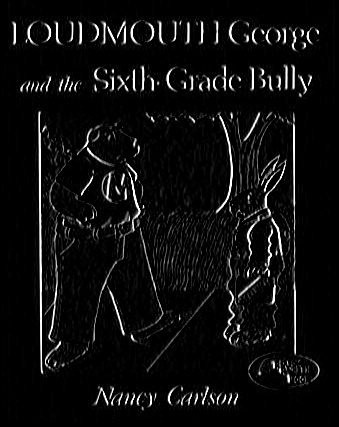 LOUDMOUTH George
and the Sixth-Grade Bully
Nancy Carlson